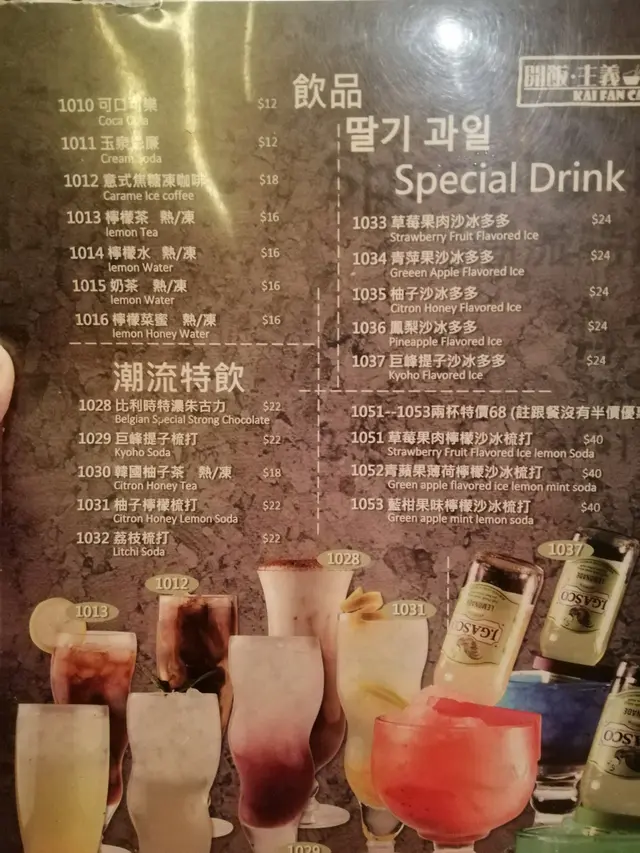 飲品
1010 可口可樂 $12
Coca Cola
1011 玉泉忌廉 $12
Cream Soda
1012 意式焦糖凍咖啡 $18
Carame Ice coffee
1013 檸檬茶 熱/凍 $16
lemon Tea
1014 檸檬水 熱/凍 $16
lemon Water
1015 奶茶 熱/凍 $16
lemon Water
1016 檸檬菜蜜 熱/凍 $16
lemon Honey Water
潮流特飲
1028 比利時特濃朱古力 $22
Belgian Special Strong Chocolate
1029 巨峰提子梳打 $22
Kyoho Soda
1030 韓國柚子茶 熱/凍 $18
Citron Honey Tea
1031 柚子檸檬梳打 $22
Citron Honey Lemon Soda
1032 荔枝梳打 $22
Litchi Soda
開飯·主義
KAI FAN CA
딸기 과일
Special Drink
1033 草莓果肉沙冰多多 $24
Strawberry Fruit Flavored Ice
1034 青萍果沙冰多多 $24
Greeen Apple Flavored Ice
1035 柚子沙冰多多 $24
Citron Honey Flavored Ice
1036 鳳梨沙冰多多 $24
Pineapple Flavored Ice
1037 巨峰提子沙冰多多 $24
Kyoho Flavored Ice
1051--1053兩杯特價68 (註跟餐沒有半價優
1051 草莓果肉檸檬沙冰梳打 $40
Strawberry Fruit Flavored Ice lemon Soda
1052青蘋果薄荷檸檬沙冰梳打 $40
Green apple flavored ice lemon mint soda
1053 藍柑果味檸檬沙冰梳打 $40
Green apple mint lemon soda
1028
1037
1012
1013
1031
LEMONADE
J.GASCO
J.GASCO
GASCO
1029